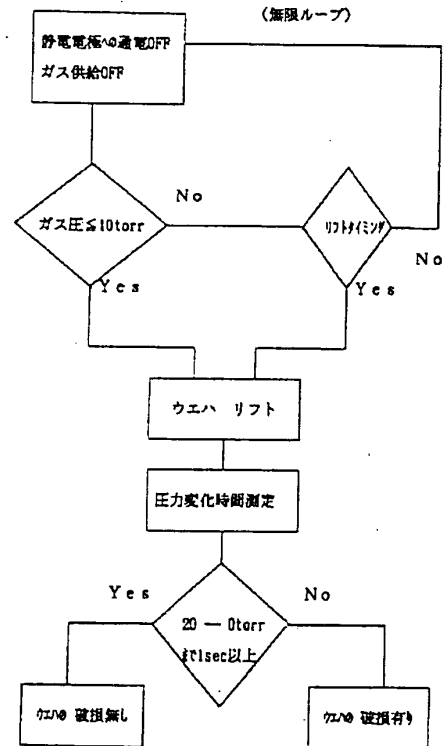 (無限ループ)
静電電極への通電OFF
ガス供給OFF
ガス圧≦10torr
No
リフトタイミング
No
Yes
Yes
ウエハ リフト
圧力変化時間測定
Yes
No
20 ― 0torr
まで1sec以上
ウエハの 破損無し
ウエハの 破損有り